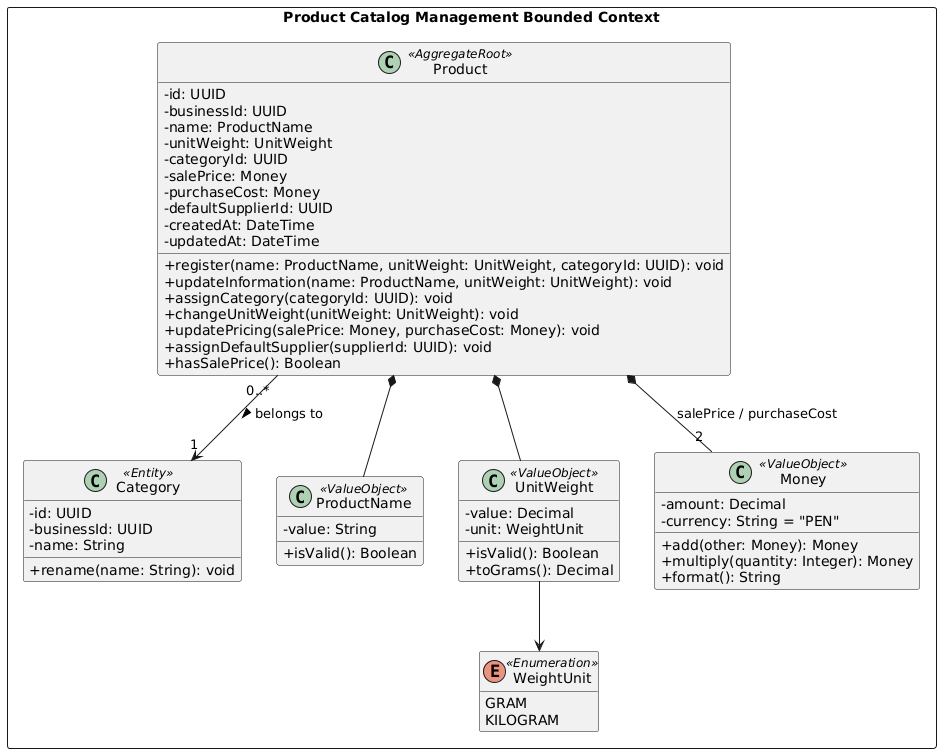 Product Catalog Management Bounded Context
C
«AggregateRoot»
Product
-id: UUID
-businessId: UUID
-name: ProductName
-unitWeight: UnitWeight
-categoryId: UUID
-salePrice: Money
-purchaseCost: Money
-defaultSupplierId: UUID
-createdAt: DateTime
-updatedAt: DateTime
+register(name: ProductName, unitWeight: UnitWeight, categoryId: UUID): void
+updateInformation(name: ProductName, unitWeight: UnitWeight): void
+assignCategory(categoryId: UUID): void
+changeUnitWeight(unitWeight: UnitWeight): void
+updatePricing(salePrice: Money, purchaseCost: Money): void
+assignDefaultSupplier(supplierId: UUID): void
+hasSalePrice(): Boolean
0..*
belongs to
1
salePrice / purchaseCost
2
C
«Entity»
Category
-id: UUID
-businessId: UUID
-name: String
+rename(name: String): void
C
«ValueObject»
ProductName
-value: String
+isValid(): Boolean
C
«ValueObject»
UnitWeight
-value: Decimal
-unit: WeightUnit
+isValid(): Boolean
+toGrams(): Decimal
C
«ValueObject»
Money
-amount: Decimal
-currency: String = "PEN"
+add(other: Money): Money
+multiply(quantity: Integer): Money
+format(): String
E
«Enumeration»
WeightUnit
GRAM
KILOGRAM